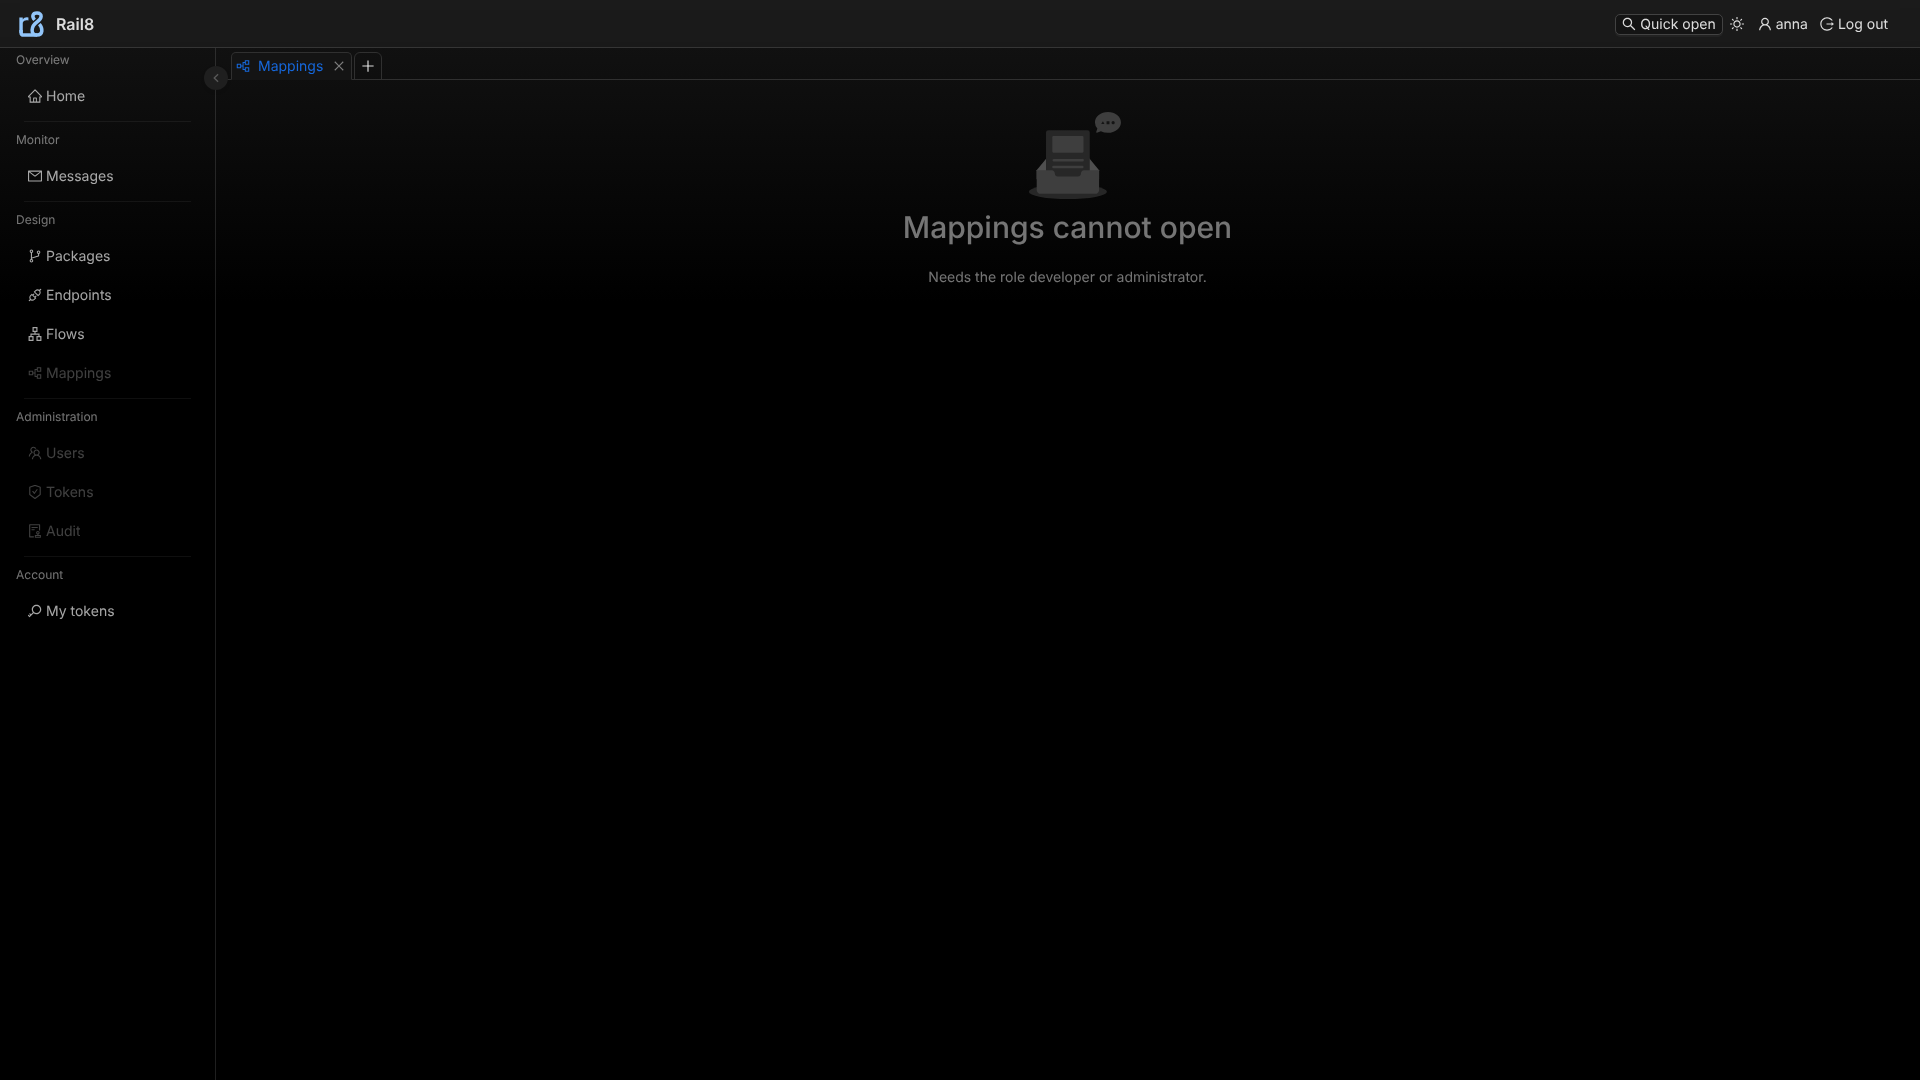 Rail8
Quick open
anna
Log out
Overview
Home
Monitor
Messages
Design
Packages
Endpoints
Flows
Mappings
Administration
Users
Tokens
Audit
Account
My tokens
Mappings
Mappings cannot open
Needs the role developer or administrator.